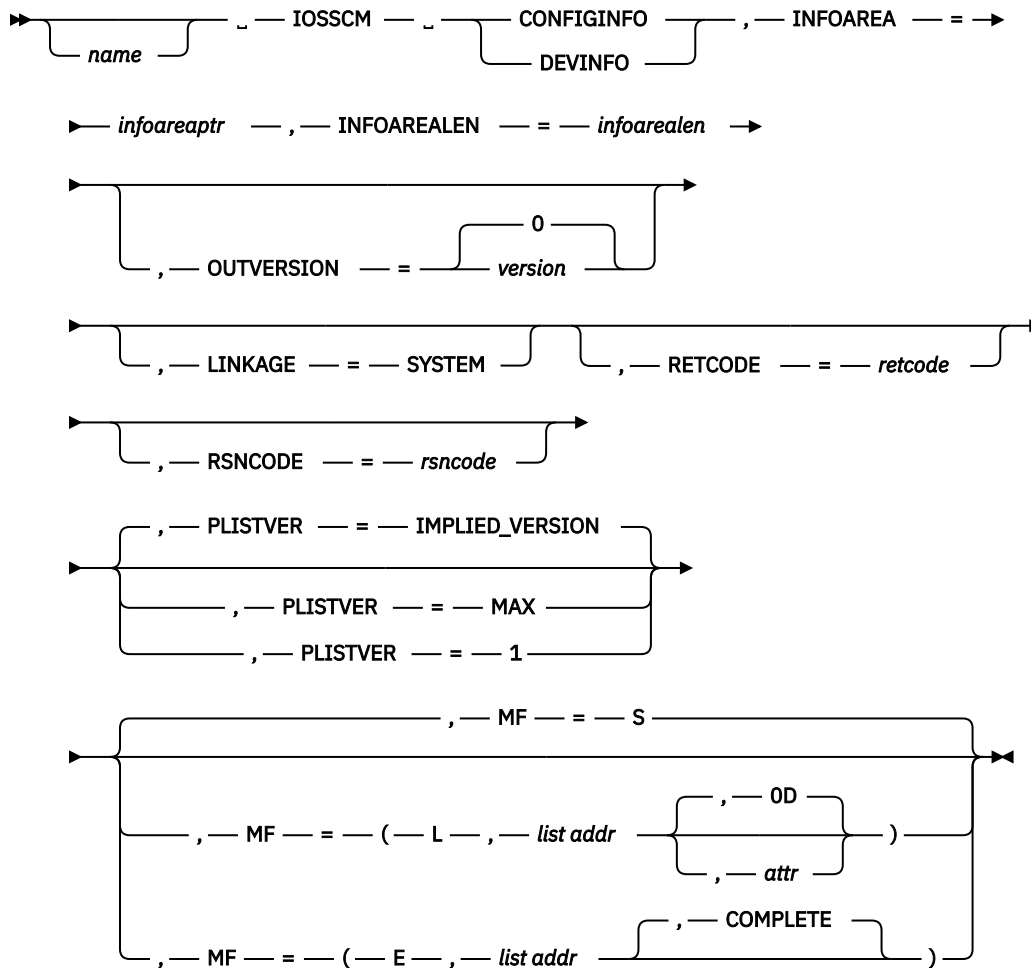 ␣ IOSSCM ␣ CONFIGINFO , INFOAREA =
name
DEVINFO
infoareaptr , INFOAREALEN = infoarealen
0
, OUTVERSION = version
, LINKAGE = SYSTEM , RETCODE = retcode
, RSNCODE = rsncode
, PLISTVER = IMPLIED_VERSION
, PLISTVER = MAX
, PLISTVER = 1
, MF = S
, 0D
, MF = ( L , list addr )
, attr
, COMPLETE
, MF = ( E , list addr )